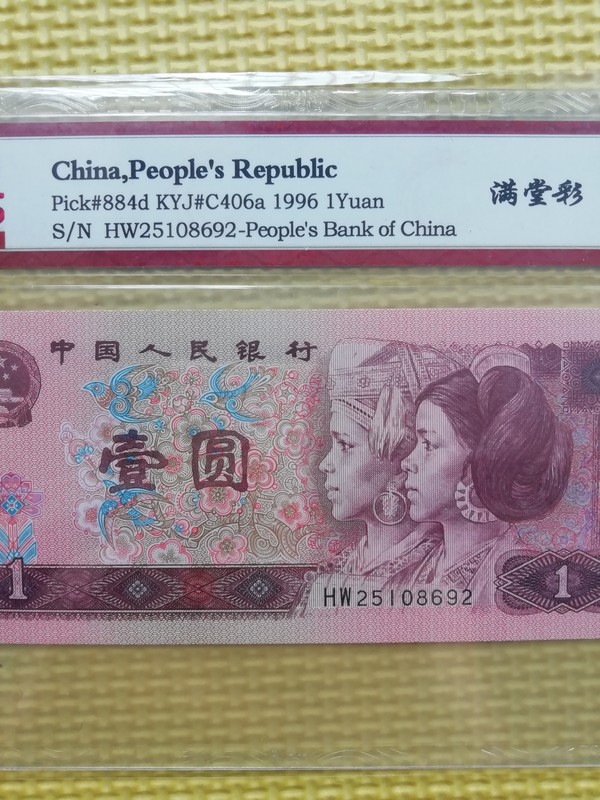 China,People's Republic
Pick#884d KYJ#C406a 1996 1Yuan
S/N HW25108692-People's Bank of China
满堂彩
中国人民银行
壹圆
1
1
HW25108692